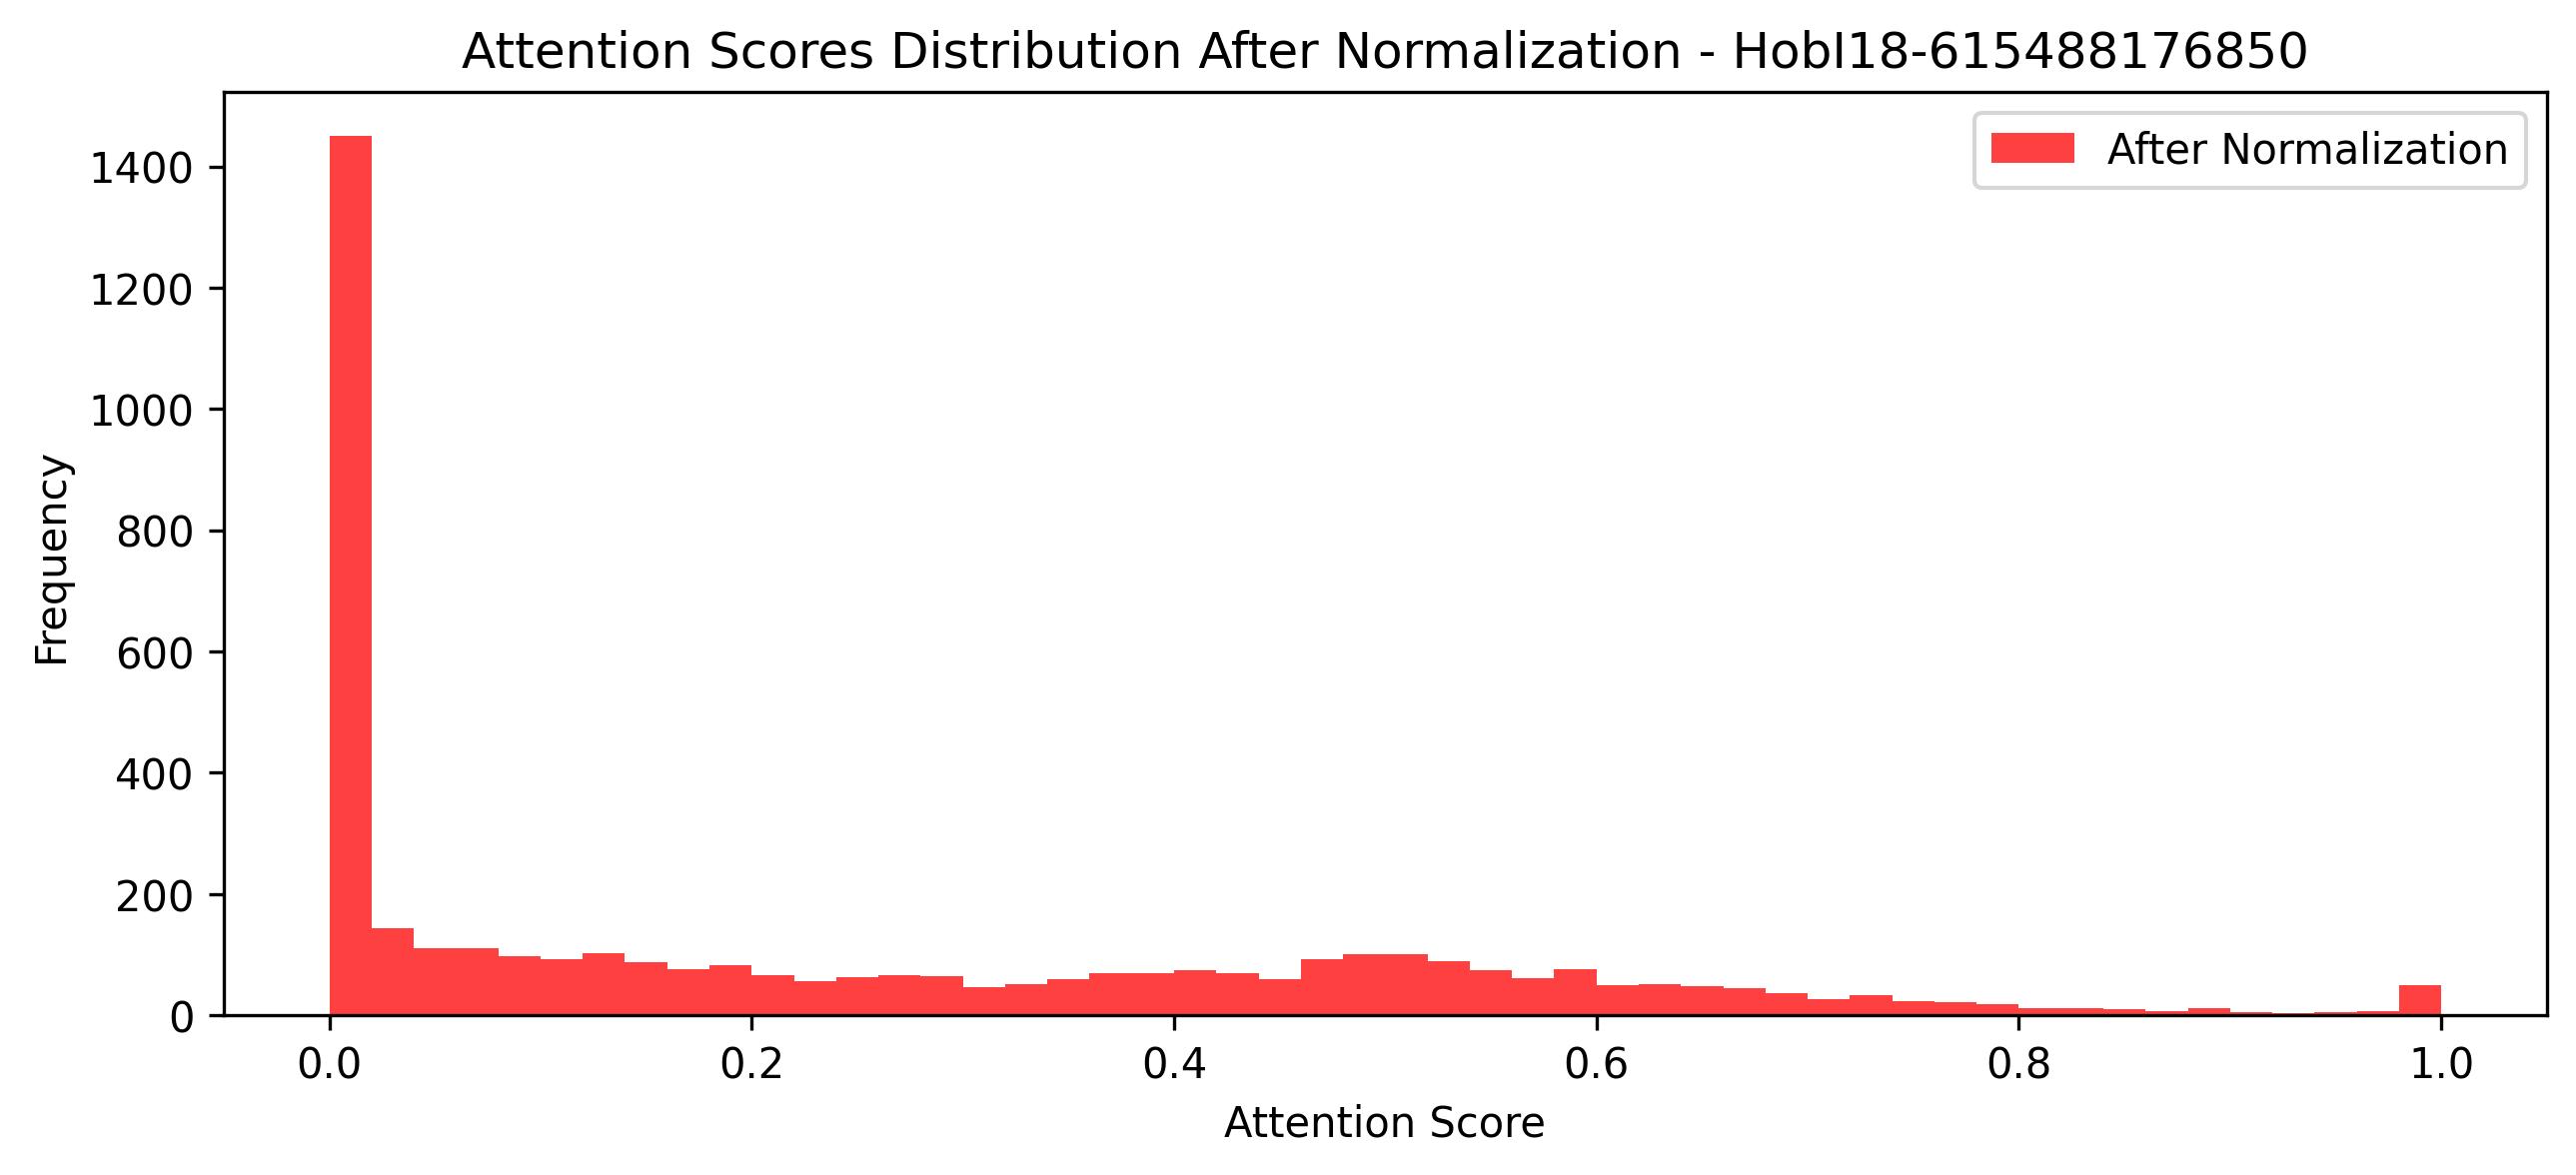 Attention Scores Distribution After Normalization - HobI18-615488176850
After Normalization
1400
1200
1000
800
600
400
200
0
Frequency
0.0 0.2 0.4 0.6 0.8 1.0
Attention Score